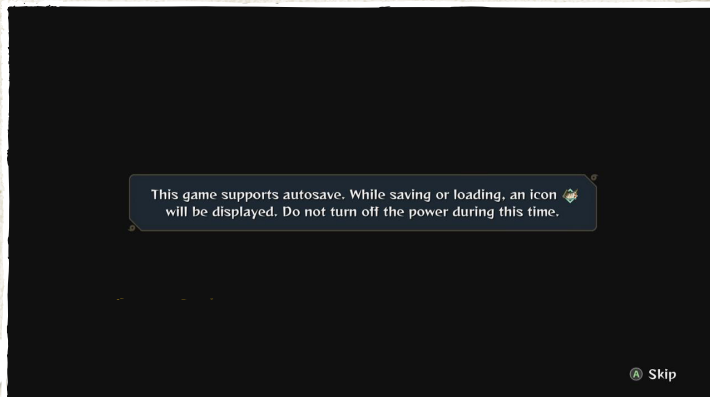 This game supports autosave. While saving or loading, an icon
will be displayed. Do not turn off the power during this time.
A Skip